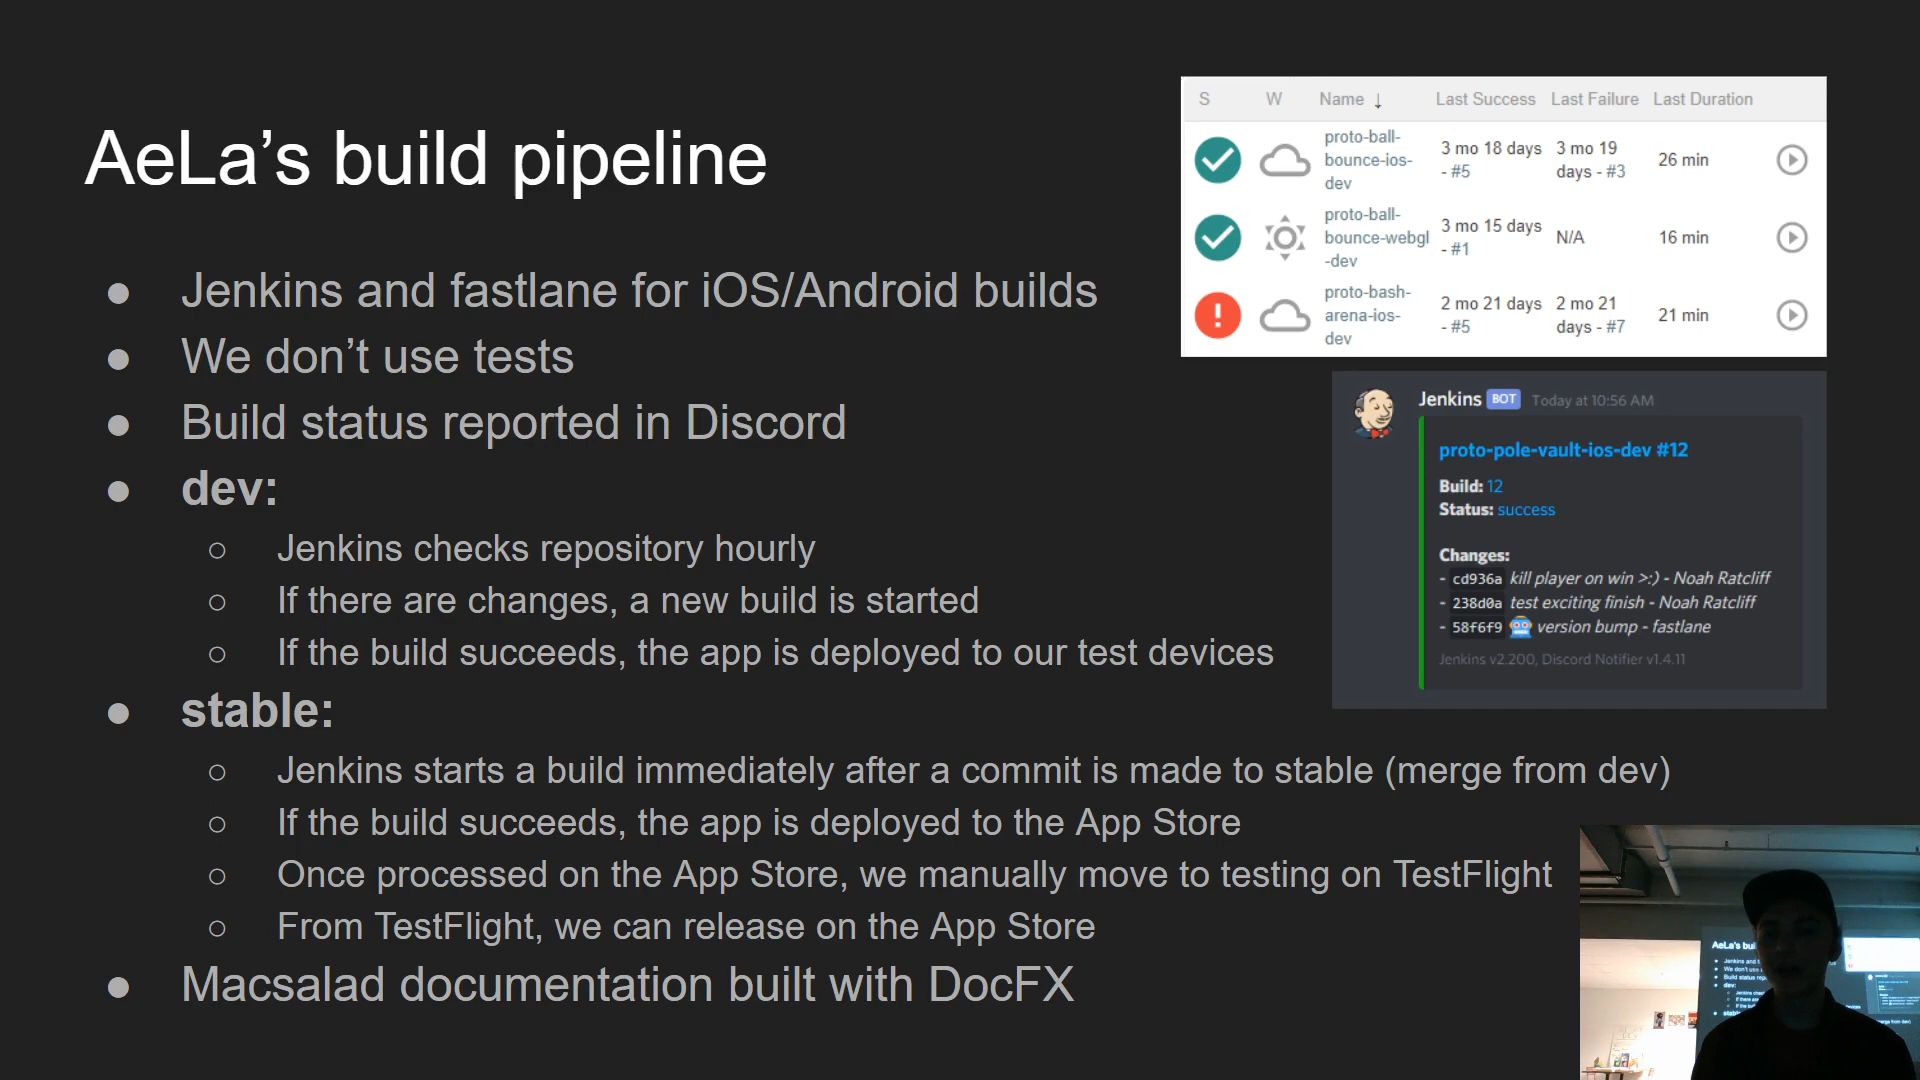 AeLa’s build pipeline
● Jenkins and fastlane for iOS/Android builds
● We don’t use tests
● Build status reported in Discord
● dev:
○ Jenkins checks repository hourly
○ If there are changes, a new build is started
○ If the build succeeds, the app is deployed to our test devices
● stable:
○ Jenkins starts a build immediately after a commit is made to stable (merge from dev)
○ If the build succeeds, the app is deployed to the App Store
○ Once processed on the App Store, we manually move to testing on TestFlight
○ From TestFlight, we can release on the App Store
● Macsalad documentation built with DocFX
S W Name ↓ Last Success Last Failure Last Duration
proto-ball-
bounce-ios-
dev
3 mo 18 days
- #5
3 mo 19
days - #3
26 min
proto-ball-
bounce-webgl
-dev
3 mo 15 days
- #1
N/A
16 min
proto-bash-
arena-ios-
dev
2 mo 21 days
- #5
2 mo 21
days - #7
21 min
Jenkins BOT Today at 10:56 AM
proto-pole-vault-ios-dev #12
Build: 12
Status: success
Changes:
- cd936a kill player on win >:) - Noah Ratcliff
- 238d0a test exciting finish - Noah Ratcliff
- 58f6f9 🤖 version bump - fastlane
Jenkins v2.200, Discord Notifier v1.4.11
AeLa's bui